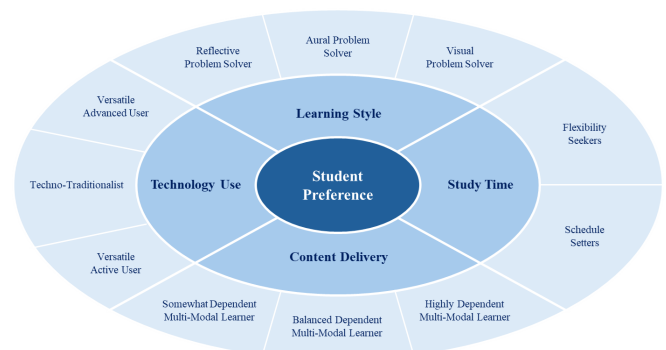 Reflective
Problem Solver
Aural Problem
Solver
Visual
Problem Solver
Versatile
Advanced User
Learning Style
Flexibility
Seekers
Techno-Traditionalist
Technology Use
Student
Preference
Study Time
Versatile
Active User
Content Delivery
Schedule
Setters
Somewhat Dependent
Multi-Modal Learner
Balanced Dependent
Multi-Modal Learner
Highly Dependent
Multi-Modal Learner